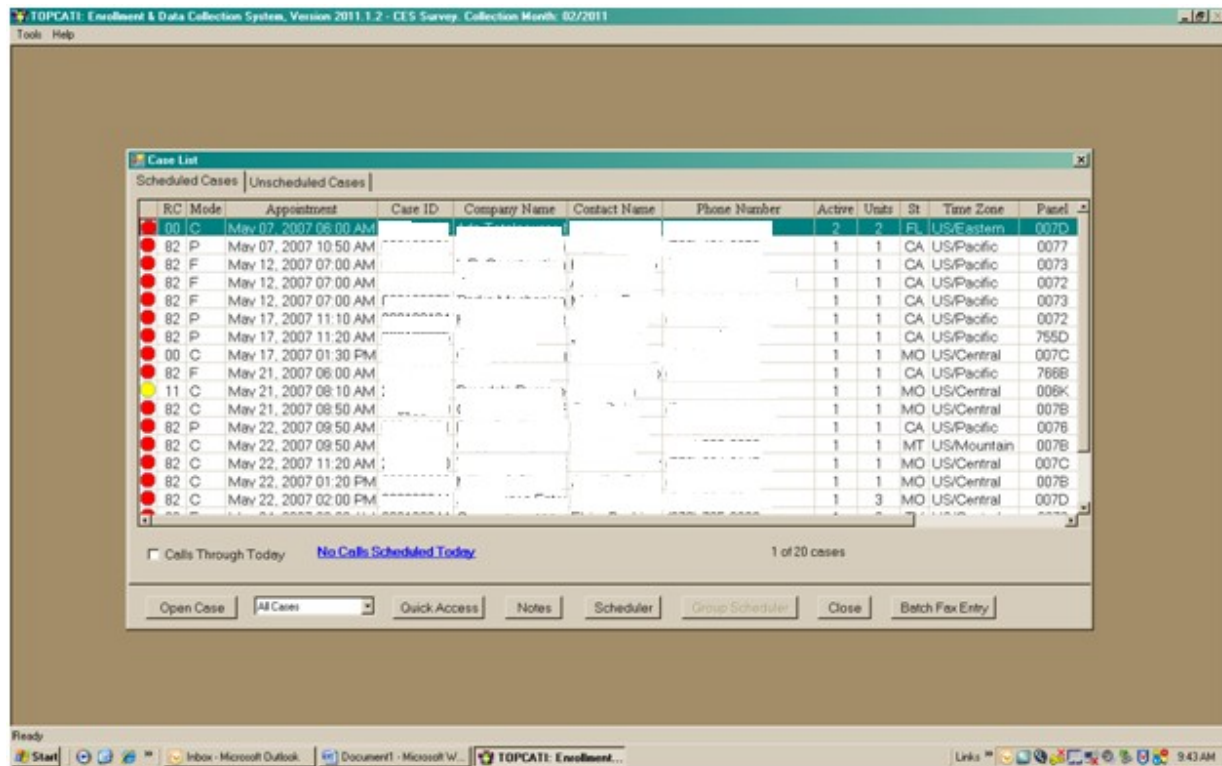 TOPCATI: Enrollment & Data Collection System, Version 2011.1.2 - CES Survey. Collection Month: 02/2011
Tools Help
Case List
Scheduled Cases Unscheduled Cases
RC Mode Appointment Case ID Company Name Contact Name Phone Number Active Units St Time Zone Panel
00 C May 07, 2007 06:00 AM 2 2 FL US/Eastern 007D
82 P May 07, 2007 10:50 AM 1 1 CA US/Pacific 0077
82 F May 12, 2007 07:00 AM 1 1 CA US/Pacific 0073
82 F May 12, 2007 07:00 AM 1 1 CA US/Pacific 0072
82 F May 12, 2007 07:00 AM 1 1 CA US/Pacific 0073
82 P May 17, 2007 11:10 AM 1 1 CA US/Pacific 0072
82 P May 17, 2007 11:20 AM 1 1 CA US/Pacific 755D
00 C May 17, 2007 01:30 PM 1 1 MO US/Central 007C
82 F May 21, 2007 06:00 AM 1 1 CA US/Pacific 766B
11 C May 21, 2007 08:10 AM 1 1 MO US/Central 006K
82 C May 21, 2007 08:50 AM 1 1 MO US/Central 007B
82 P May 22, 2007 09:50 AM 1 1 CA US/Pacific 0076
82 C May 22, 2007 09:50 AM 1 1 MT US/Mountain 007B
82 C May 22, 2007 11:20 AM 1 1 MO US/Central 007C
82 C May 22, 2007 01:20 PM 1 1 MO US/Central 007B
82 C May 22, 2007 02:00 PM 1 3 MO US/Central 007D
Calls Through Today No Calls Scheduled Today 1 of 20 cases
Open Case All Cases Quick Access Notes Scheduler Group Scheduler Close Batch Fax Entry
Ready
Start Inbox - Microsoft Outlook Document1 - Microsoft W... TOPCATI: Enrollment... Links 9:43 AM